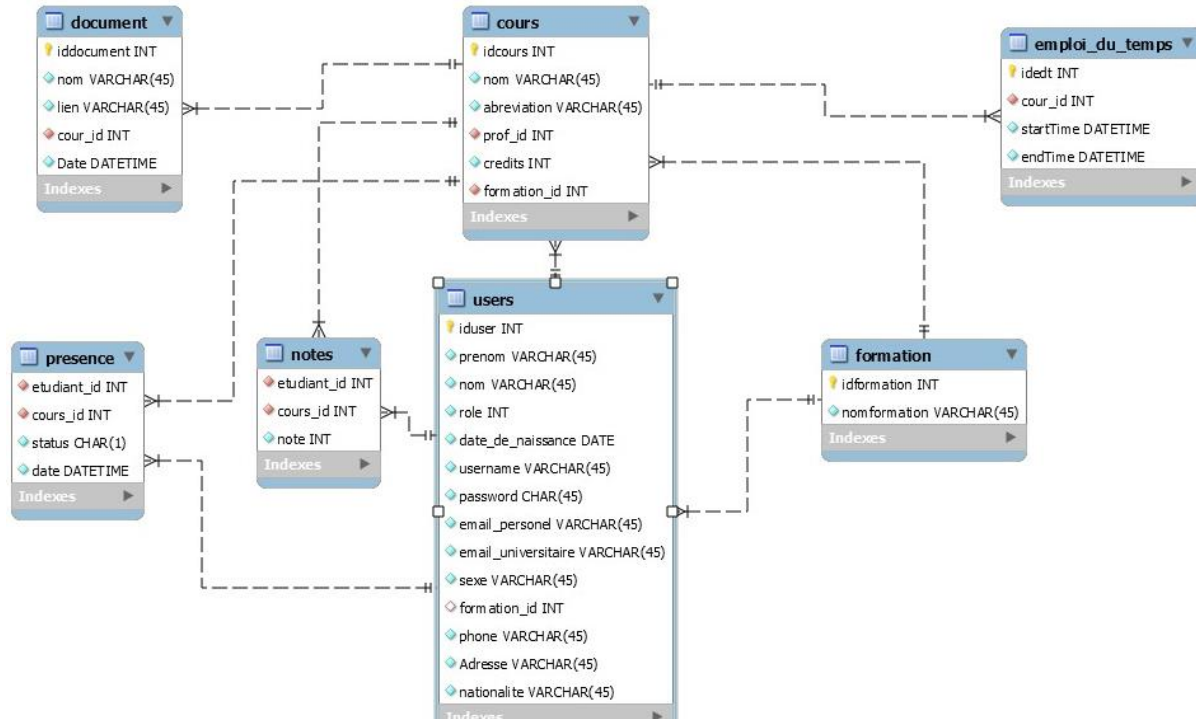 document
iddocument INT
nom VARCHAR(45)
lien VARCHAR(45)
cour_id INT
Date DATETIME
Indexes
cours
idcours INT
nom VARCHAR(45)
abreviation VARCHAR(45)
prof_id INT
credits INT
formation_id INT
Indexes
emploi_du_temps
idedt INT
cour_id INT
startTime DATETIME
endTime DATETIME
Indexes
presence
etudiant_id INT
cours_id INT
status CHAR(1)
date DATETIME
Indexes
notes
etudiant_id INT
cours_id INT
note INT
Indexes
users
iduser INT
prenom VARCHAR(45)
nom VARCHAR(45)
role INT
date_de_naissance DATE
username VARCHAR(45)
password CHAR(45)
email_personel VARCHAR(45)
email_universitaire VARCHAR(45)
sexe VARCHAR(45)
formation_id INT
phone VARCHAR(45)
Adresse VARCHAR(45)
nationalite VARCHAR(45)
Indexes
formation
idformation INT
nomformation VARCHAR(45)
Indexes